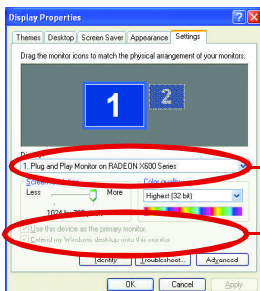 Display Properties
Themes Desktop Screen Saver Appearance Settings
Drag the monitor icons to match the physical arrangement of your monitors.
1 2
1. Plug and Play Monitor on RADEON X600 Series
Less More
Highest (32 bit)
1024 by
Use this device as the primary monitor.
Extend my Windows desktop onto this monitor.
Identify Troubleshoot... Advanced
OK Cancel Apply